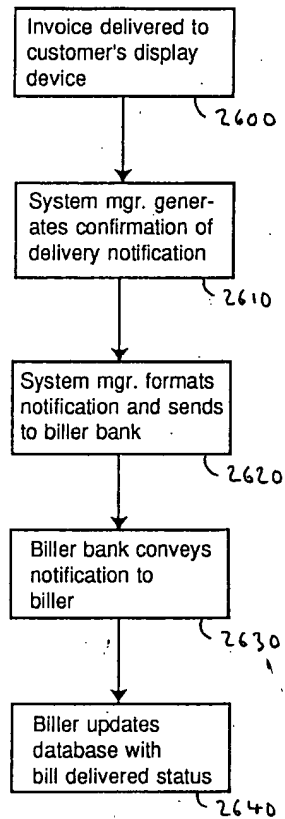 Invoice delivered to
customer's display
device
2600
System mgr. gener-
ates confirmation of
delivery notification
2610
System mgr. formats
notification and sends
to biller bank
2620
Biller bank conveys
notification to
biller
2630
Biller updates
database with
bill delivered status
2640